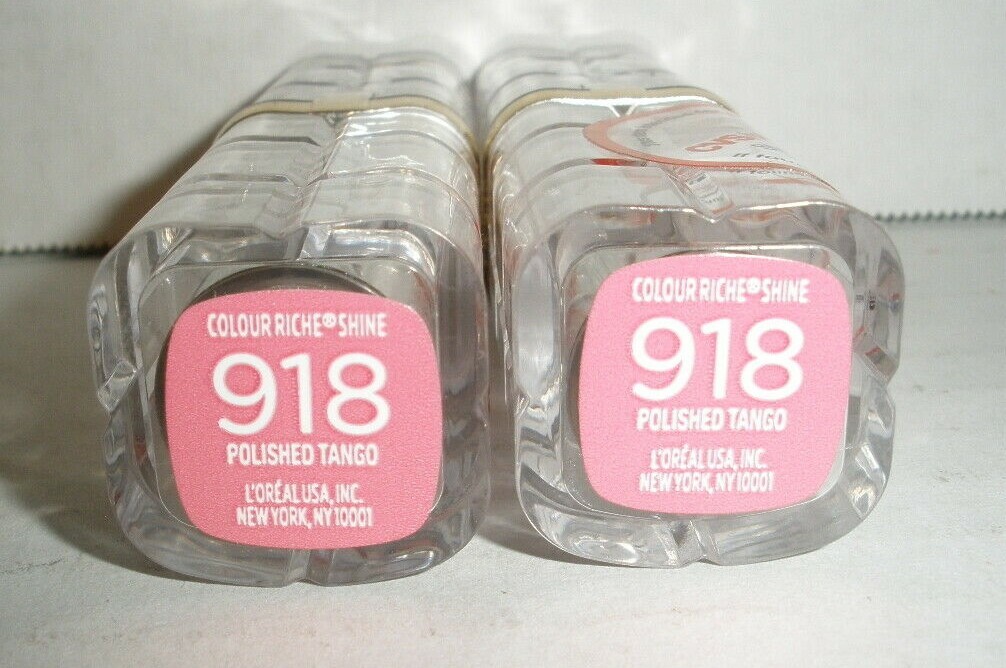 COLOUR RICHE® SHINE
918
POLISHED TANGO
L'ORÉAL USA, INC.
NEW YORK, NY 10001
COLOUR RICHE® SHINE
918
POLISHED TANGO
L'ORÉAL USA, INC.
NEW YORK, NY 10001